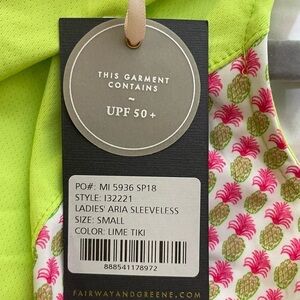 THIS GARMENT
CONTAINS
~
UPF 50+
PO#: MI 5936 SP18
STYLE: I32221
LADIES' ARIA SLEEVELESS
SIZE: SMALL
COLOR: LIME TIKI
888541178972
FAIRWAYANDGREENE.COM